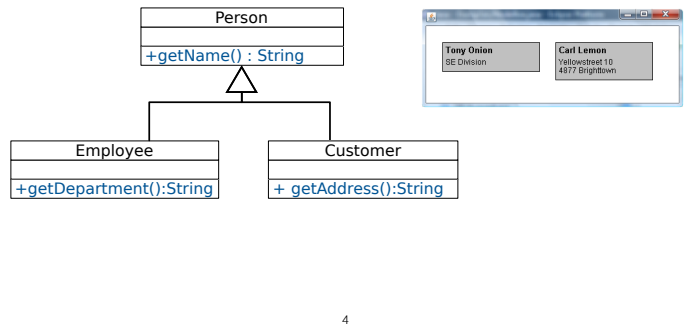 Person
+getName() : String
Employee
+getDepartment():String
Customer
+ getAddress():String
Tony Onion
SE Division
Carl Lemon
Yellowstreet 10
4877 Brighttown
4